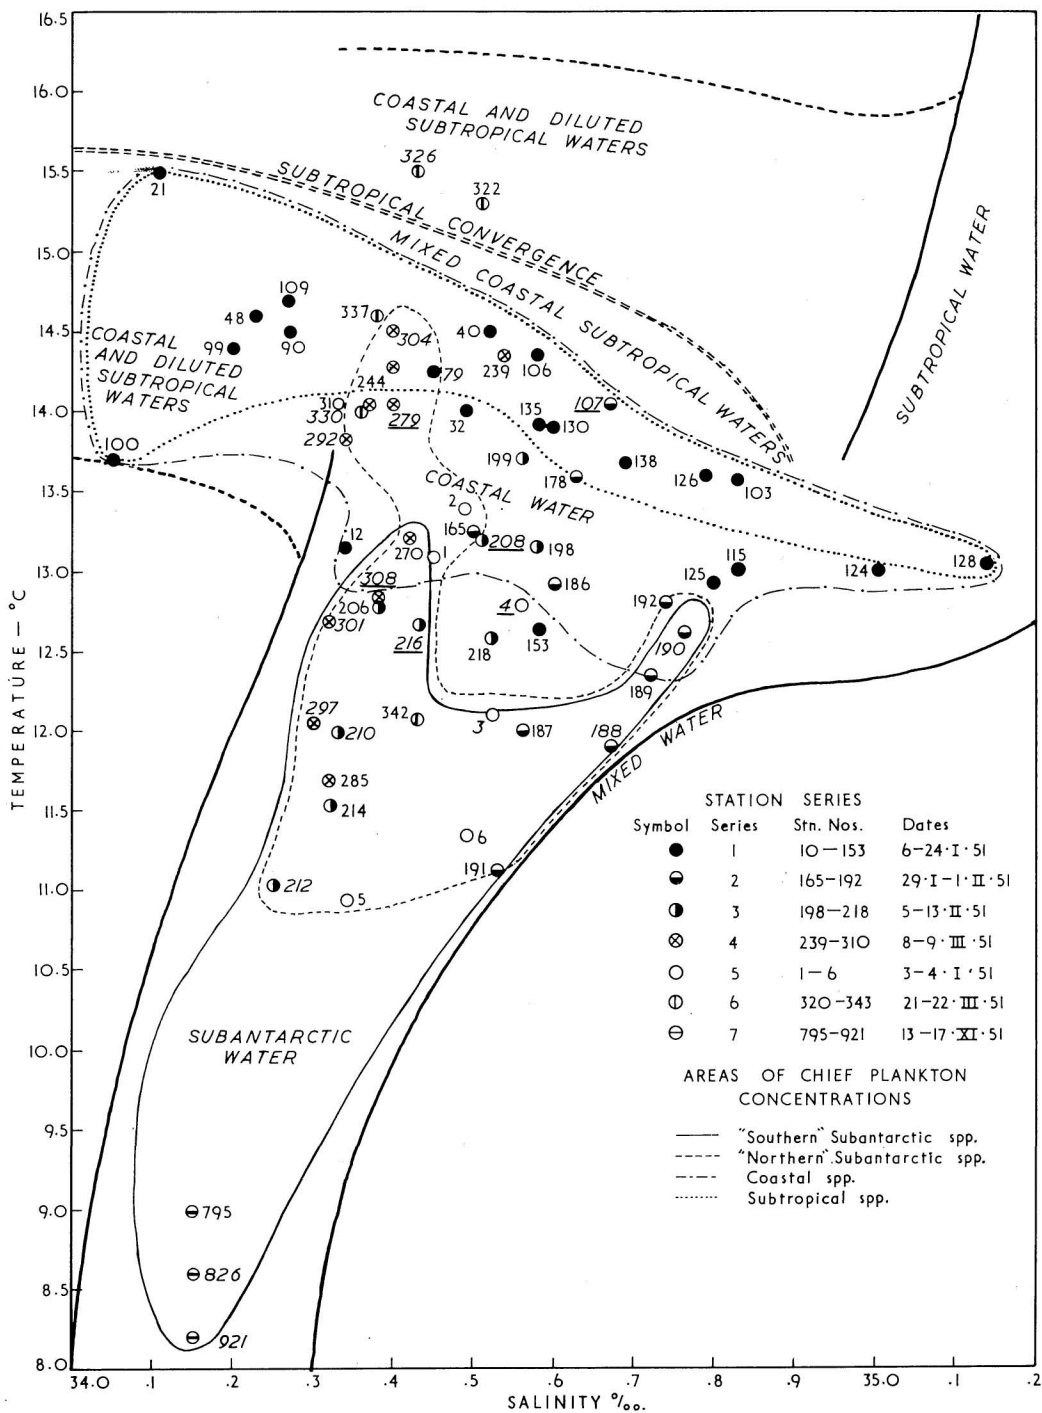 16.5
16.0
15.5
15.0
14.5
14.0
13.5
13.0
12.5
12.0
11.5
11.0
10.5
10.0
9.5
9.0
8.5
8.0
TEMPERATURE — °C
34.0 .1 .2 .3 .4 .5 .6 .7 .8 .9 35.0 .1 .2
SALINITY °/oo.
COASTAL AND DILUTED
SUBTROPICAL WATERS
326
322
SUBTROPICAL CONVERGENCE
MIXED COASTAL SUBTROPICAL WATERS
SUBTROPICAL WATER
21
109
48
99
90
COASTAL
AND DILUTED
SUBTROPICAL
WATERS
337
304
40
239
106
244
79
310
330
279
32
135
130
107
292
100
199
178
138
126
103
COASTAL WATER
2
165
208
198
12
270
1
308
206
301
216
4
186
218
153
192
125
115
124
128
190
189
297
210
342
3
187
188
MIXED WATER
285
214
6
191
212
5
SUBANTARCTIC
WATER
795
826
921
STATION SERIES
Symbol Series Stn. Nos. Dates
1 10—153 6–24·I·51
2 165–192 29·I–1·II·51
3 198–218 5–13·II·51
4 239–310 8–9·III·51
5 1–6 3–4·I·51
6 320–343 21–22·III·51
7 795–921 13–17·XI·51
AREAS OF CHIEF PLANKTON
CONCENTRATIONS
"Southern" Subantarctic spp.
"Northern". Subantarctic spp.
Coastal spp.
Subtropical spp.